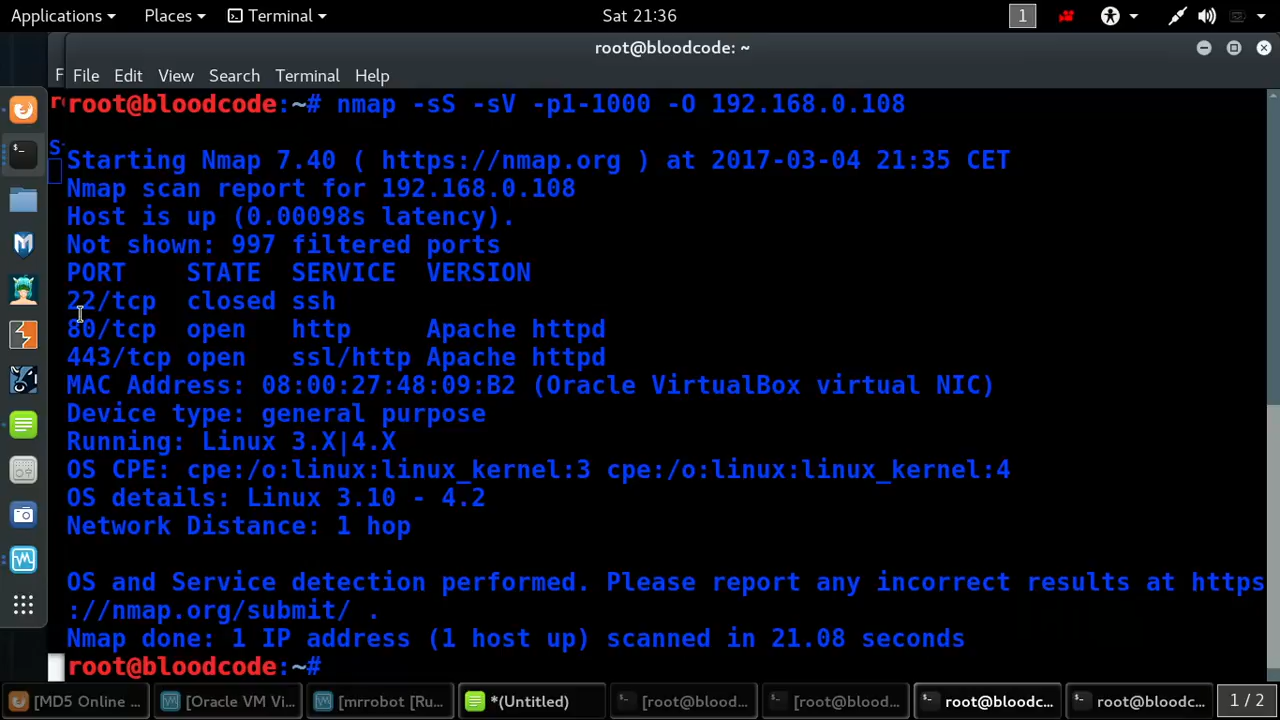 Applications Places Terminal Sat 21:36 1
root@bloodcode: ~
F File Edit View Search Terminal Help
root@bloodcode:~# nmap -sS -sV -p1-1000 -O 192.168.0.108
S
Starting Nmap 7.40 ( https://nmap.org ) at 2017-03-04 21:35 CET
Nmap scan report for 192.168.0.108
Host is up (0.00098s latency).
Not shown: 997 filtered ports
PORT STATE SERVICE VERSION
22/tcp closed ssh
80/tcp open http Apache httpd
443/tcp open ssl/http Apache httpd
MAC Address: 08:00:27:48:09:B2 (Oracle VirtualBox virtual NIC)
Device type: general purpose
Running: Linux 3.X|4.X
OS CPE: cpe:/o:linux:linux_kernel:3 cpe:/o:linux:linux_kernel:4
OS details: Linux 3.10 - 4.2
Network Distance: 1 hop
OS and Service detection performed. Please report any incorrect results at https
://nmap.org/submit/ .
Nmap done: 1 IP address (1 host up) scanned in 21.08 seconds
root@bloodcode:~#
[MD5 Online ... [Oracle VM Vi... [mrrobot [Ru... *(Untitled) [root@blood... [root@blood... root@bloodc... root@bloodc... 1 / 2